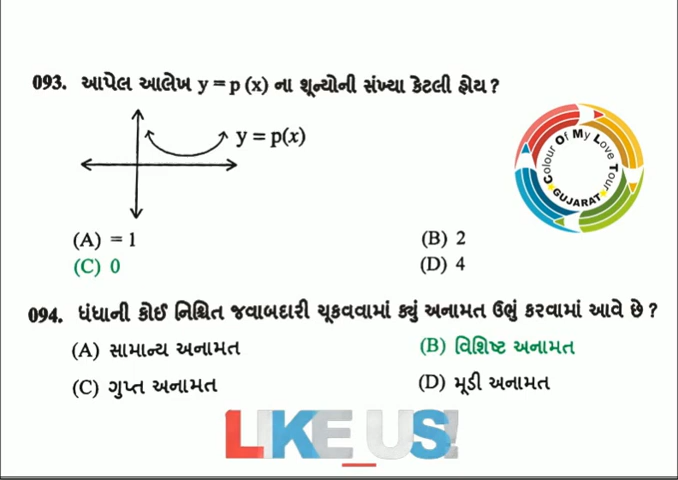 093. આપેલ આલેખ y = p (x) ના શૂન્યોની સંખ્યા કેટલી હોય ?
y = p(x)
(A) = 1
(B) 2
(C) 0
(D) 4
Colour Of My Love Tour
GUJARAT
094. ધંધાની કોઈ નિશ્ચિત જવાબદારી ચૂકવવામાં ક્યું અનામત ઉભું કરવામાં આવે છે ?
(A) સામાન્ય અનામત
(B) વિશિષ્ટ અનામત
(C) ગુપ્ત અનામત
(D) મૂડી અનામત
LIKE US!